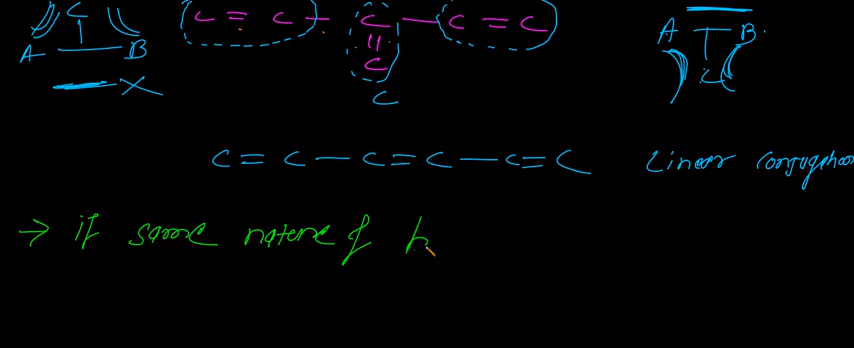 C C = C - C - C = C A B
A B = C
C
C
C = C - C = C - C = C Linear conjugation
→ if same nature of